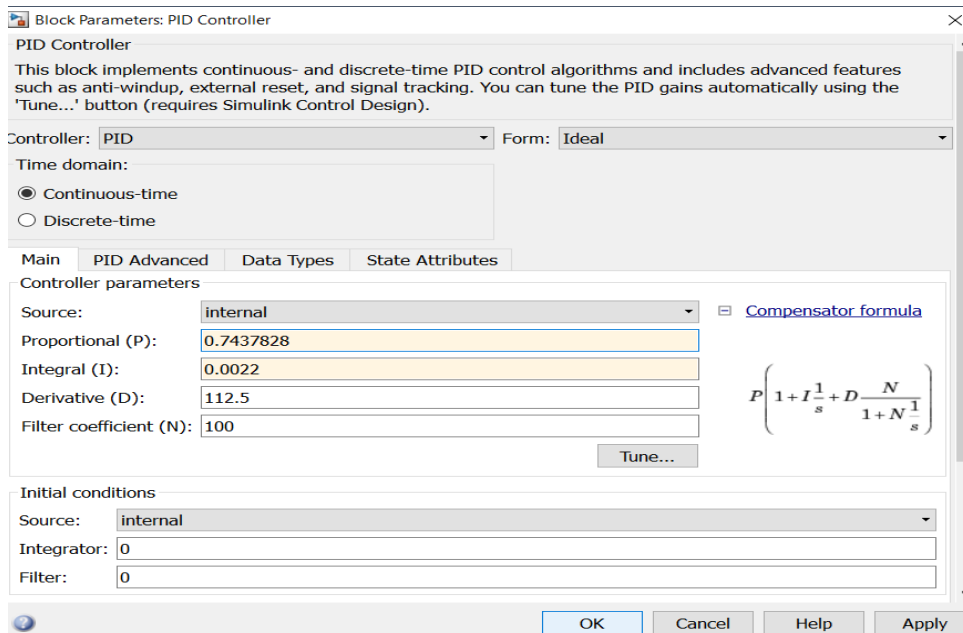 Block Parameters: PID Controller
PID Controller
This block implements continuous- and discrete-time PID control algorithms and includes advanced features
such as anti-windup, external reset, and signal tracking. You can tune the PID gains automatically using the
'Tune...' button (requires Simulink Control Design).
Controller: PID Form: Ideal
Time domain:
Continuous-time
Discrete-time
Main PID Advanced Data Types State Attributes
Controller parameters
Source: internal Compensator formula
Proportional (P): 0.7437828
Integral (I): 0.0022
Derivative (D): 112.5
Filter coefficient (N): 100
P(1+I 1/s + D N/(1+N 1/s))
Tune...
Initial conditions
Source: internal
Integrator: 0
Filter: 0
OK Cancel Help Apply